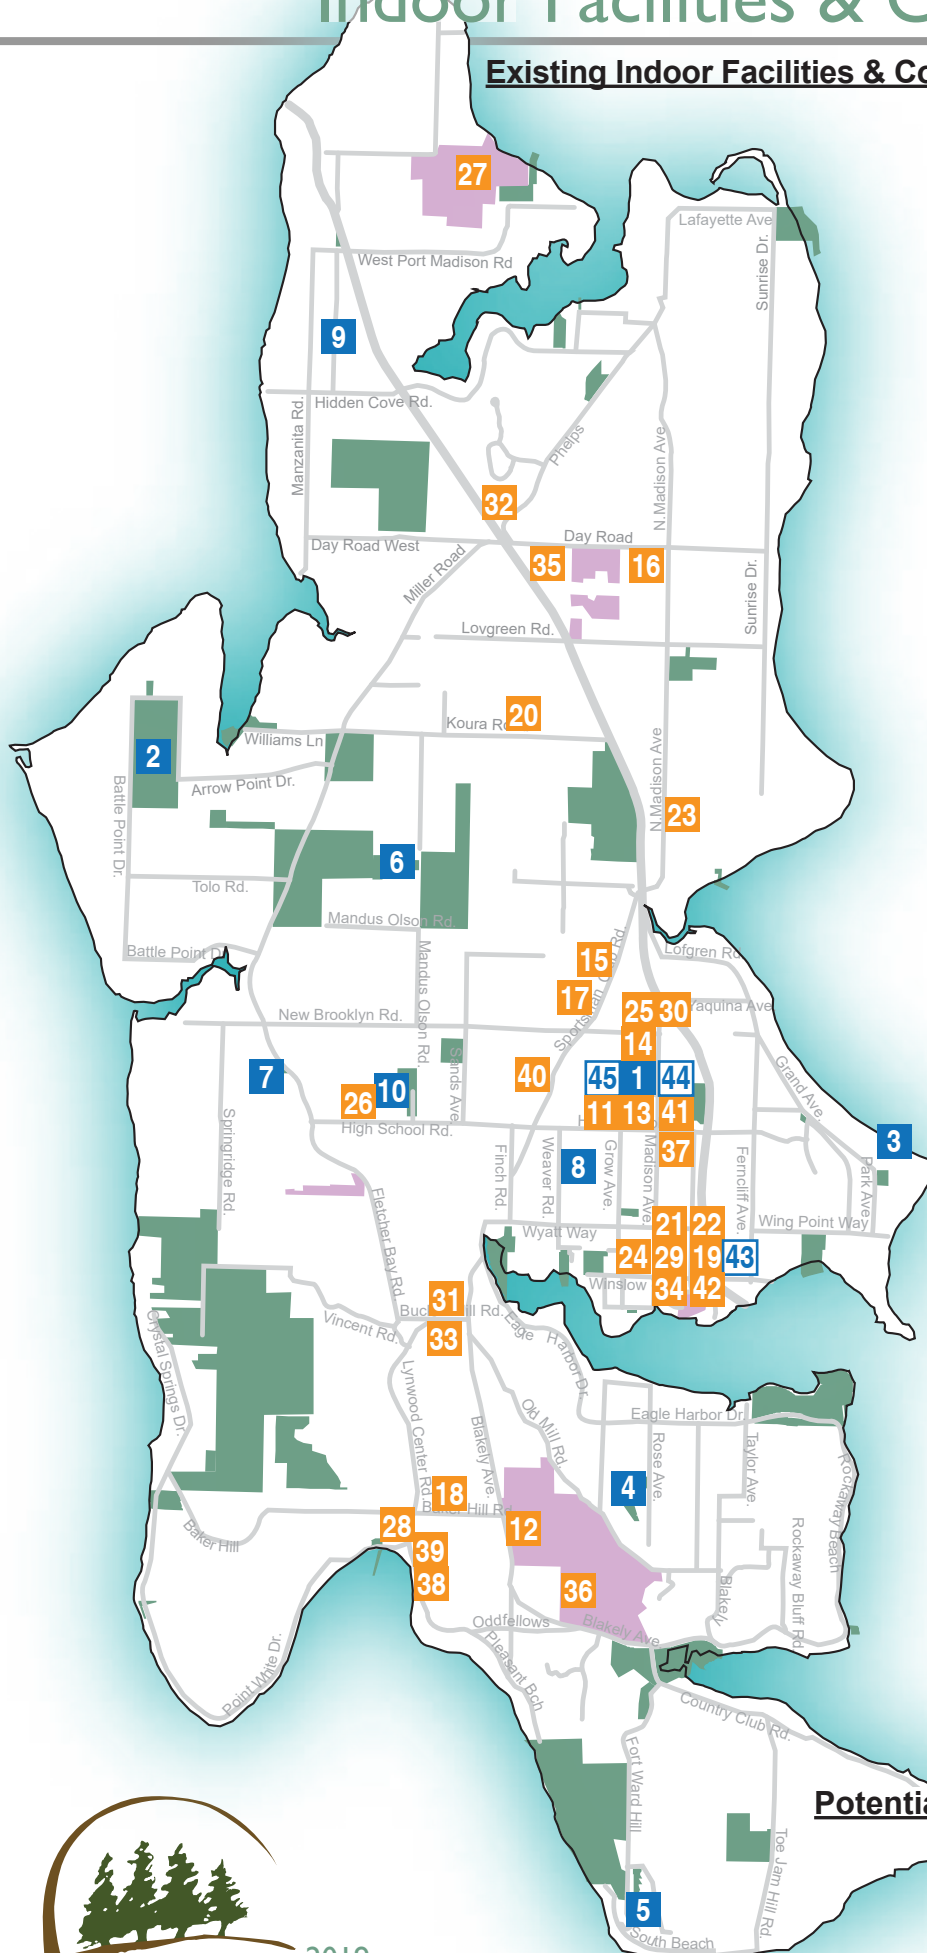 Indoor Facilities & C
Existing Indoor Facilities & Co
27
Lafayette Ave
Sunrise Dr.
West Port Madison Rd
9
Hidden Cove Rd.
Manzanita Rd.
Phelps
N.Madison Ave
32
Day Road
Day Road West
35
16
Miller Road
Sunrise Dr.
Lovgreen Rd.
20
Koura R
Williams Ln
2
Arrow Point Dr.
N.Madison Ave
Battle Point Dr.
23
6
Tolo Rd.
Mandus Olson Rd.
Battle Point D
Lofgren Rd
15
17
Mandus Olson Rd.
25 30
Yaquina Ave
New Brooklyn Rd.
14
Sands Ave
7
40
45 1 44
Grand Ave.
26 10
11 13 41
High School Rd.
37
3
8
Springridge Rd.
Finch Rd.
Weaver Rd.
Grow Ave.
Madison Ave.
Ferncliff Ave.
Park Ave
Fletcher Bay Rd.
21 22
Wing Point Way
Wyatt Way
24 29 19 43
Winslow
34 42
31
Vincent Rd.
33
Eage Harbor Dr.
Crystal Springs Dr.
Lynwood Center Rd.
Blakely Ave.
Old Mill Rd.
Eagle Harbor Dr.
Rose Ave.
Taylor Ave.
Rockaway Beach
4
18
Baker Hill Rd
28
12
Baker Hill
39
38
36
Rockaway Bluff Rd
Blakely
Oddfellows
Blakely Ave
Pleasant Bch
Point White Dr.
Country Club Rd.
Fort Ward Hill
Potentia
Toe Jam Hill Rd.
5
South Beach